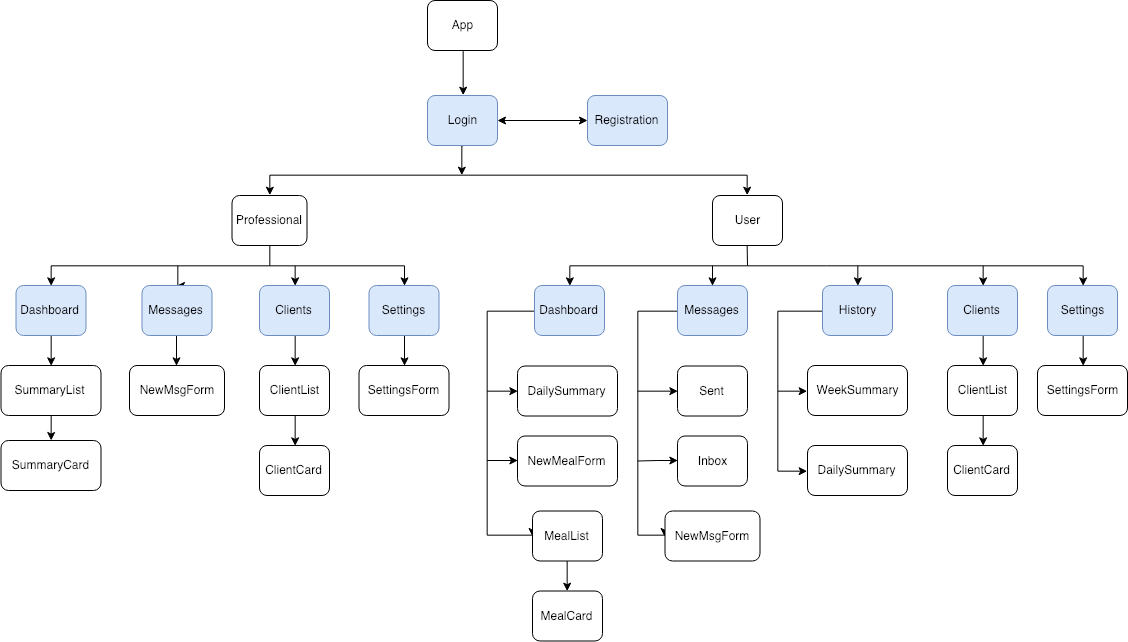 App
Login
Registration
Professional
User
Dashboard
Messages
Clients
Settings
Dashboard
Messages
History
Clients
Settings
SummaryList
NewMsgForm
ClientList
SettingsForm
DailySummary
Sent
WeekSummary
ClientList
SettingsForm
SummaryCard
ClientCard
NewMealForm
Inbox
DailySummary
ClientCard
MealList
NewMsgForm
MealCard